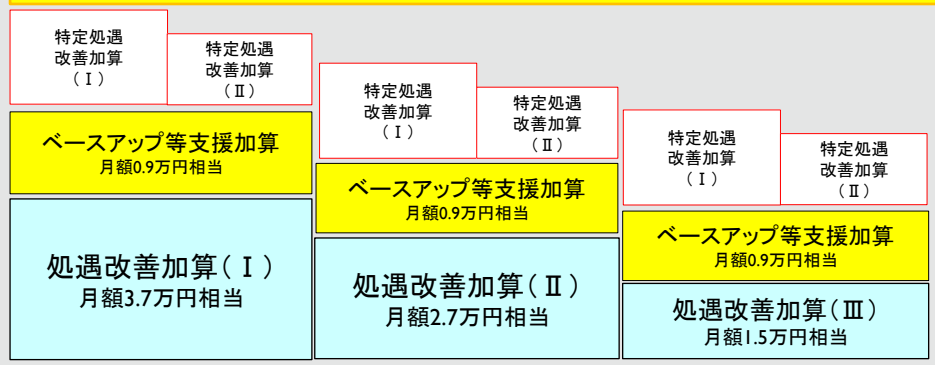 特定処遇
改善加算
（Ⅰ）
特定処遇
改善加算
（Ⅱ）
ベースアップ等支援加算
月額0.9万円相当
処遇改善加算（Ⅰ）
月額3.7万円相当
特定処遇
改善加算
（Ⅰ）
特定処遇
改善加算
（Ⅱ）
ベースアップ等支援加算
月額0.9万円相当
処遇改善加算（Ⅱ）
月額2.7万円相当
特定処遇
改善加算
（Ⅰ）
特定処遇
改善加算
（Ⅱ）
ベースアップ等支援加算
月額0.9万円相当
処遇改善加算（Ⅲ）
月額1.5万円相当